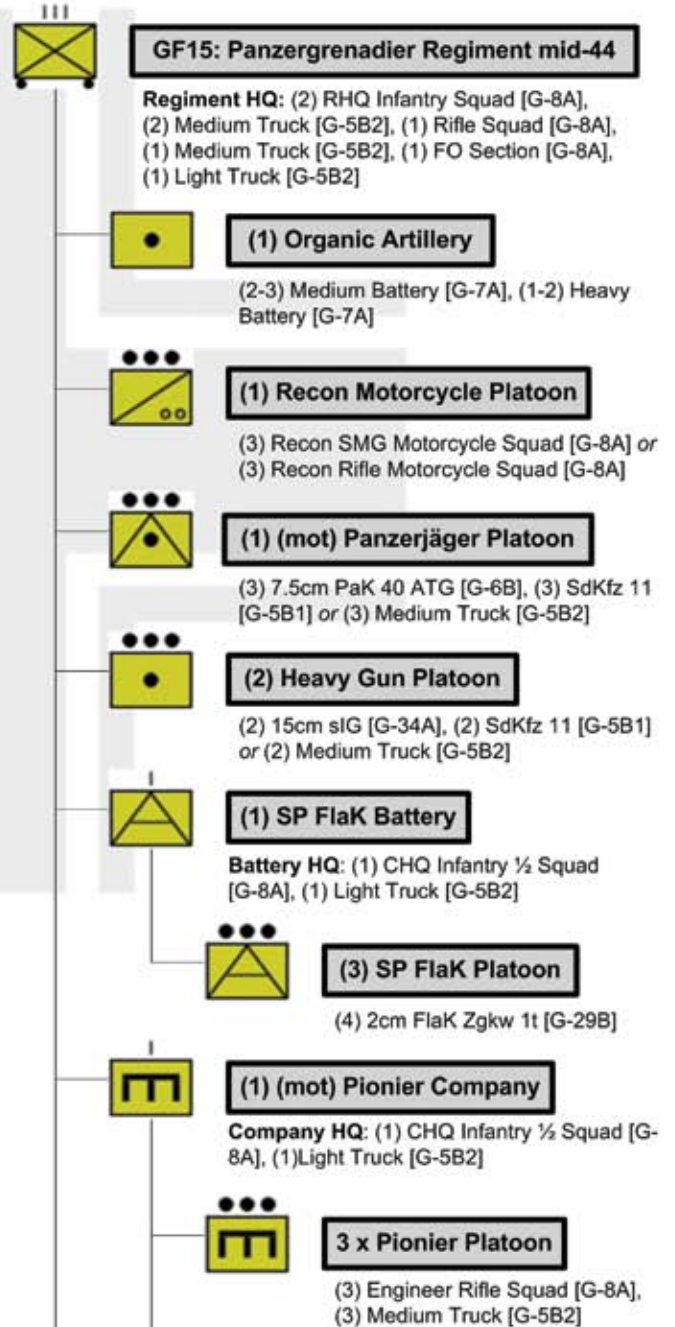 GF15: Panzergrenadier Regiment mid-44
Regiment HQ: (2) RHQ Infantry Squad [G-8A],
(2) Medium Truck [G-5B2], (1) Rifle Squad [G-8A],
(1) Medium Truck [G-5B2], (1) FO Section [G-8A],
(1) Light Truck [G-5B2]
(1) Organic Artillery
(2-3) Medium Battery [G-7A], (1-2) Heavy
Battery [G-7A]
(1) Recon Motorcycle Platoon
(3) Recon SMG Motorcycle Squad [G-8A] or
(3) Recon Rifle Motorcycle Squad [G-8A]
(1) (mot) Panzerjäger Platoon
(3) 7.5cm PaK 40 ATG [G-6B], (3) SdKfz 11
[G-5B1] or (3) Medium Truck [G-5B2]
(2) Heavy Gun Platoon
(2) 15cm sIG [G-34A], (2) SdKfz 11 [G-5B1]
or (2) Medium Truck [G-5B2]
(1) SP FlaK Battery
Battery HQ: (1) CHQ Infantry ½ Squad
[G-8A], (1) Light Truck [G-5B2]
(3) SP FlaK Platoon
(4) 2cm FlaK Zgkw 1t [G-29B]
(1) (mot) Pionier Company
Company HQ: (1) CHQ Infantry ½ Squad [G-
8A], (1)Light Truck [G-5B2]
3 x Pionier Platoon
(3) Engineer Rifle Squad [G-8A],
(3) Medium Truck [G-5B2]